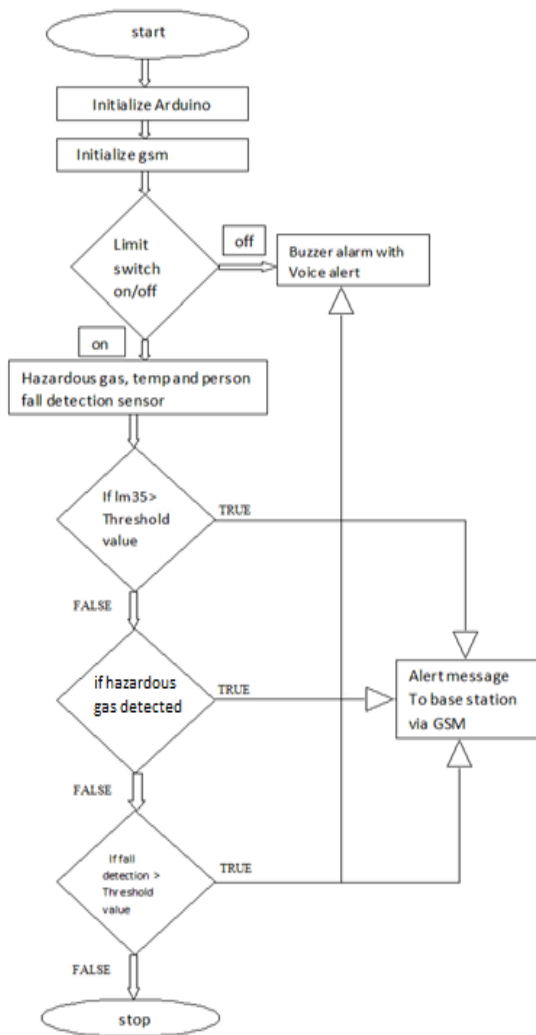 start
Initialize Arduino
Initialize gsm
Limit
switch
on/off
off
Buzzer alarm with
Voice alert
on
Hazardous gas, temp and person
fall detection sensor
If lm35>
Threshold
value
TRUE
FALSE
if hazardous
gas detected
TRUE
Alert message
To base station
via GSM
FALSE
If fall
detection >
Threshold
value
TRUE
FALSE
stop